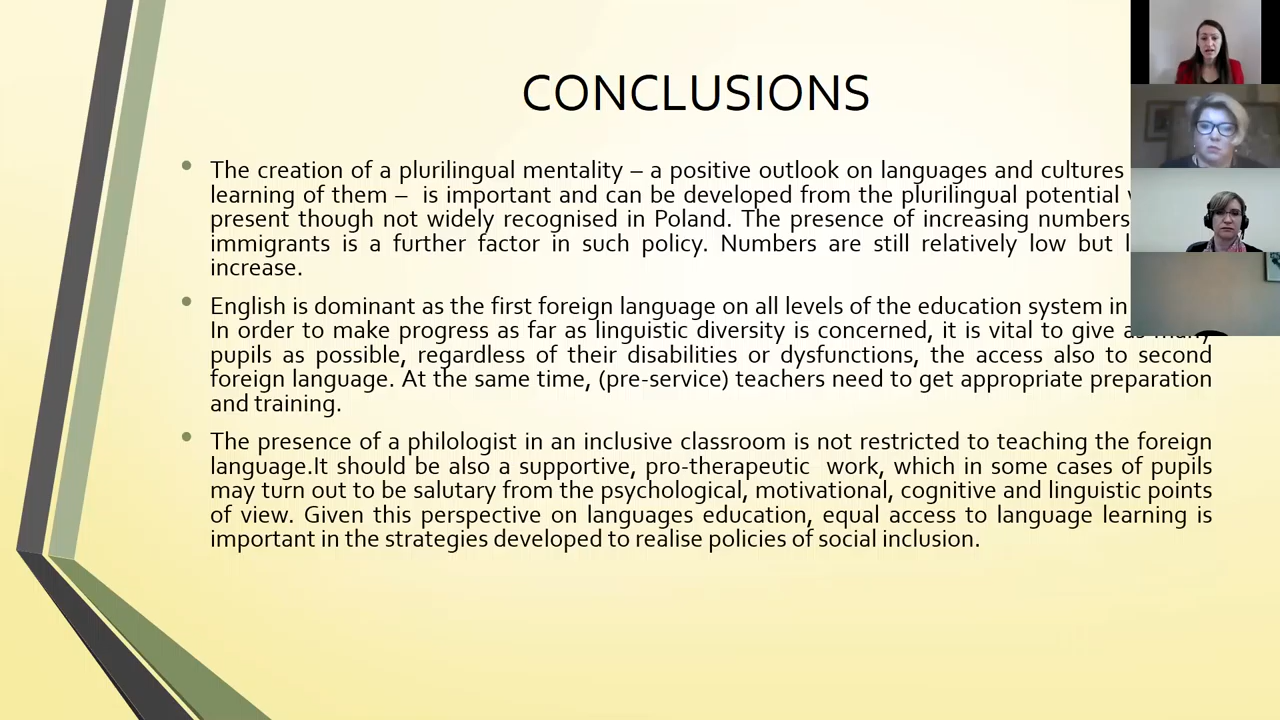 CONCLUSIONS
• The creation of a plurilingual mentality – a positive outlook on languages and cultures
learning of them – is important and can be developed from the plurilingual potential
present though not widely recognised in Poland. The presence of increasing numbers
immigrants is a further factor in such policy. Numbers are still relatively low but
increase.
• English is dominant as the first foreign language on all levels of the education system in
In order to make progress as far as linguistic diversity is concerned, it is vital to give as many
pupils as possible, regardless of their disabilities or dysfunctions, the access also to second
foreign language. At the same time, (pre-service) teachers need to get appropriate preparation
and training.
• The presence of a philologist in an inclusive classroom is not restricted to teaching the foreign
language.It should be also a supportive, pro-therapeutic work, which in some cases of pupils
may turn out to be salutary from the psychological, motivational, cognitive and linguistic points
of view. Given this perspective on languages education, equal access to language learning is
important in the strategies developed to realise policies of social inclusion.